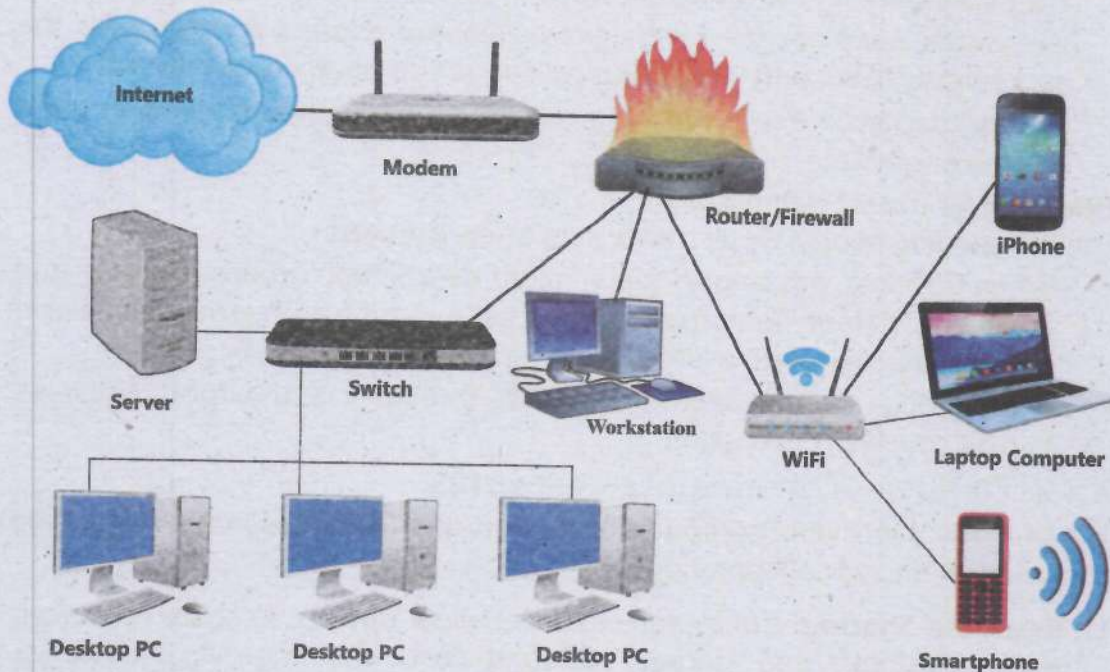 Internet
Modem
Router/Firewall
iPhone
Server
Switch
Workstation
WiFi
Laptop Computer
Desktop PC
Desktop PC
Desktop PC
Smartphone